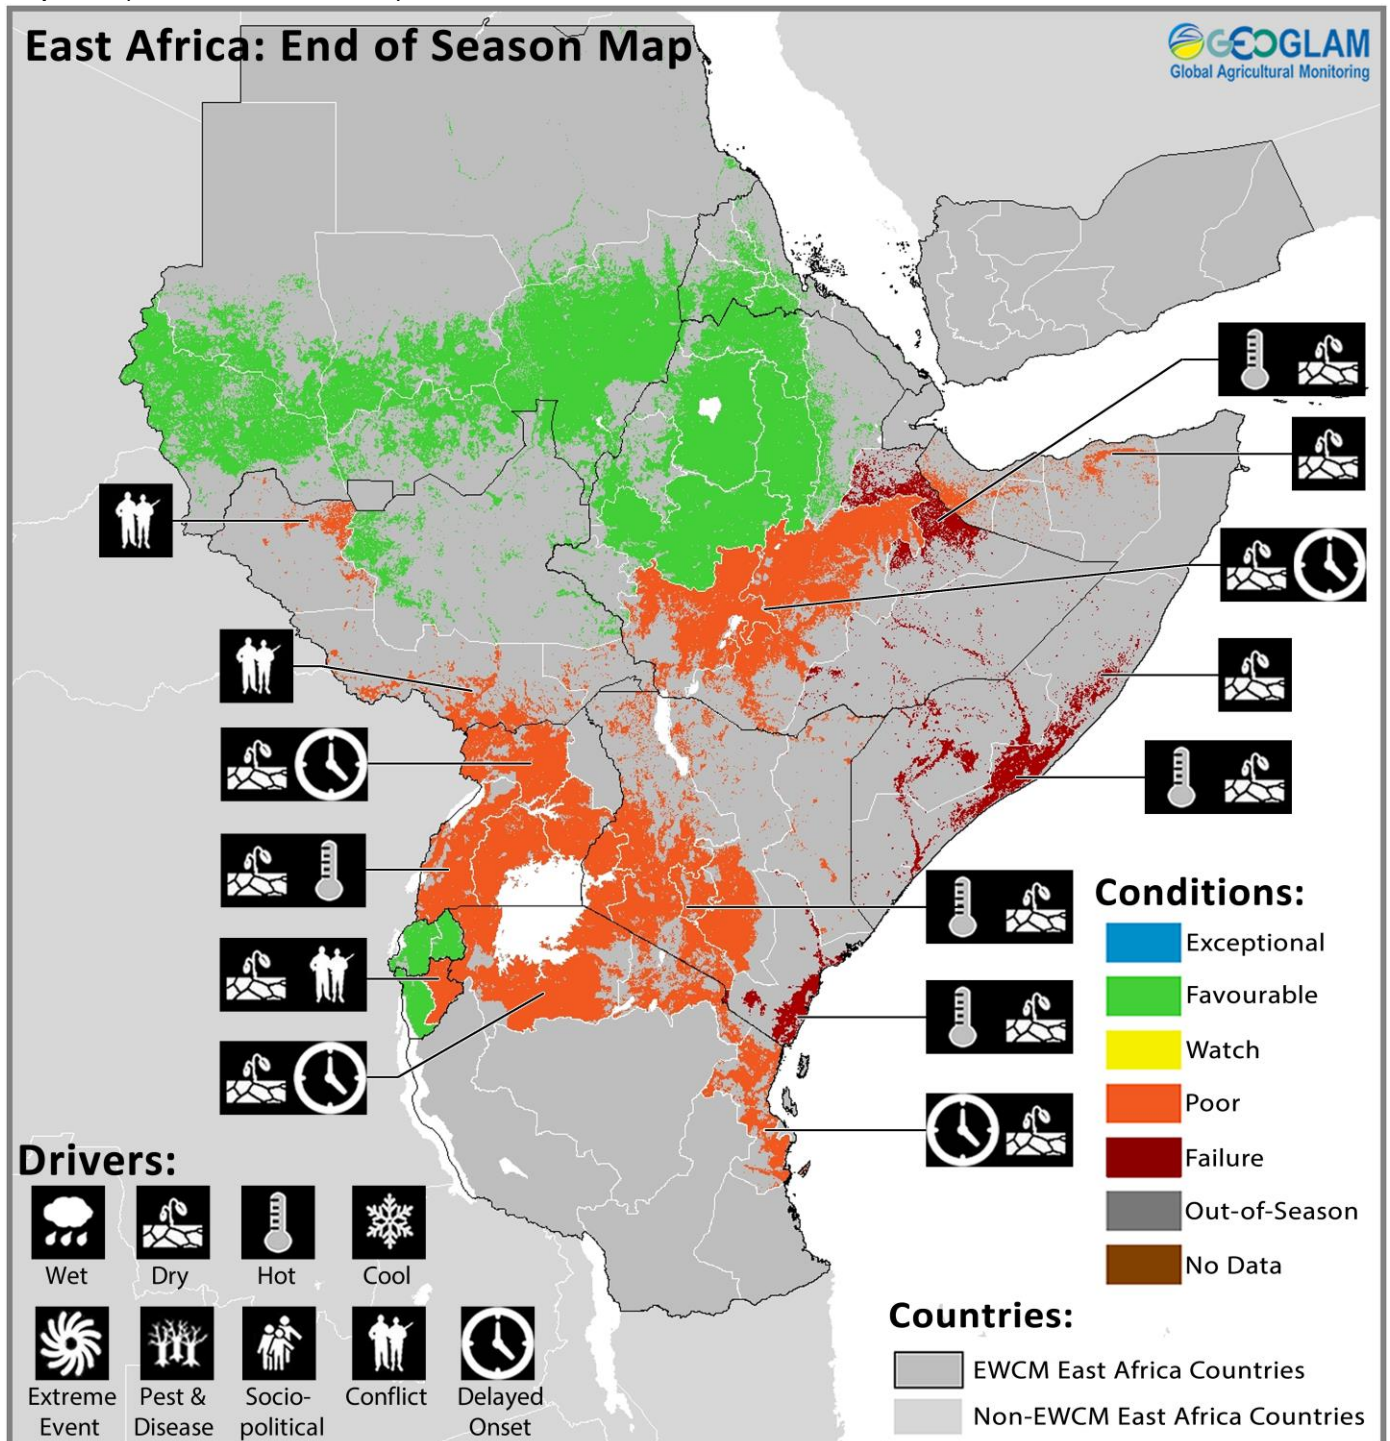 East Africa: End of Season Map
GEOGLAM
Global Agricultural Monitoring
Conditions:
Exceptional
Favourable
Watch
Poor
Failure
Out-of-Season
No Data
Drivers:
Wet
Dry
Hot
Cool
Extreme
Event
Pest &
Disease
Socio-
political
Conflict
Delayed
Onset
Countries:
EWCM East Africa Countries
Non-EWCM East Africa Countries